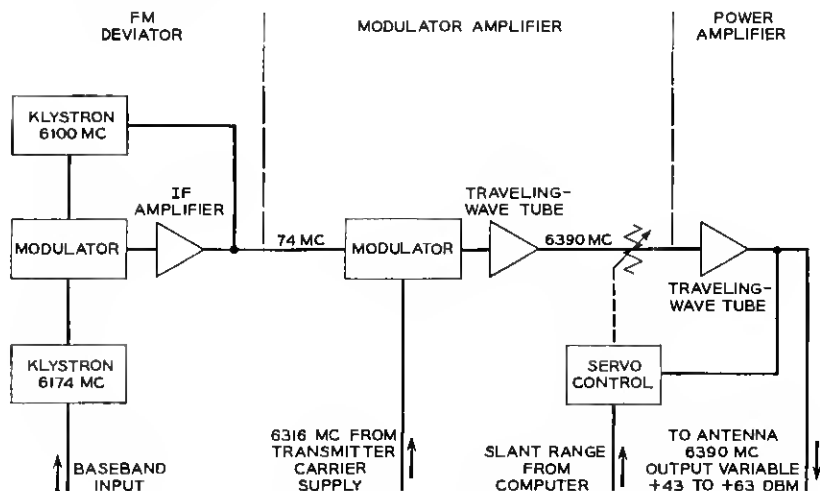 FM
DEVIATOR
MODULATOR AMPLIFIER
POWER
AMPLIFIER
KLYSTRON
6100 MC
IF
AMPLIFIER
TRAVELING-
WAVE TUBE
MODULATOR
74 MC
MODULATOR
6390 MC
TRAVELING-
WAVE TUBE
KLYSTRON
6174 MC
SERVO
CONTROL
BASEBAND
INPUT
6316 MC FROM
TRANSMITTER
CARRIER
SUPPLY
SLANT RANGE
FROM
COMPUTER
TO ANTENNA
6390 MC
OUTPUT VARIABLE
+43 TO +63 DBM